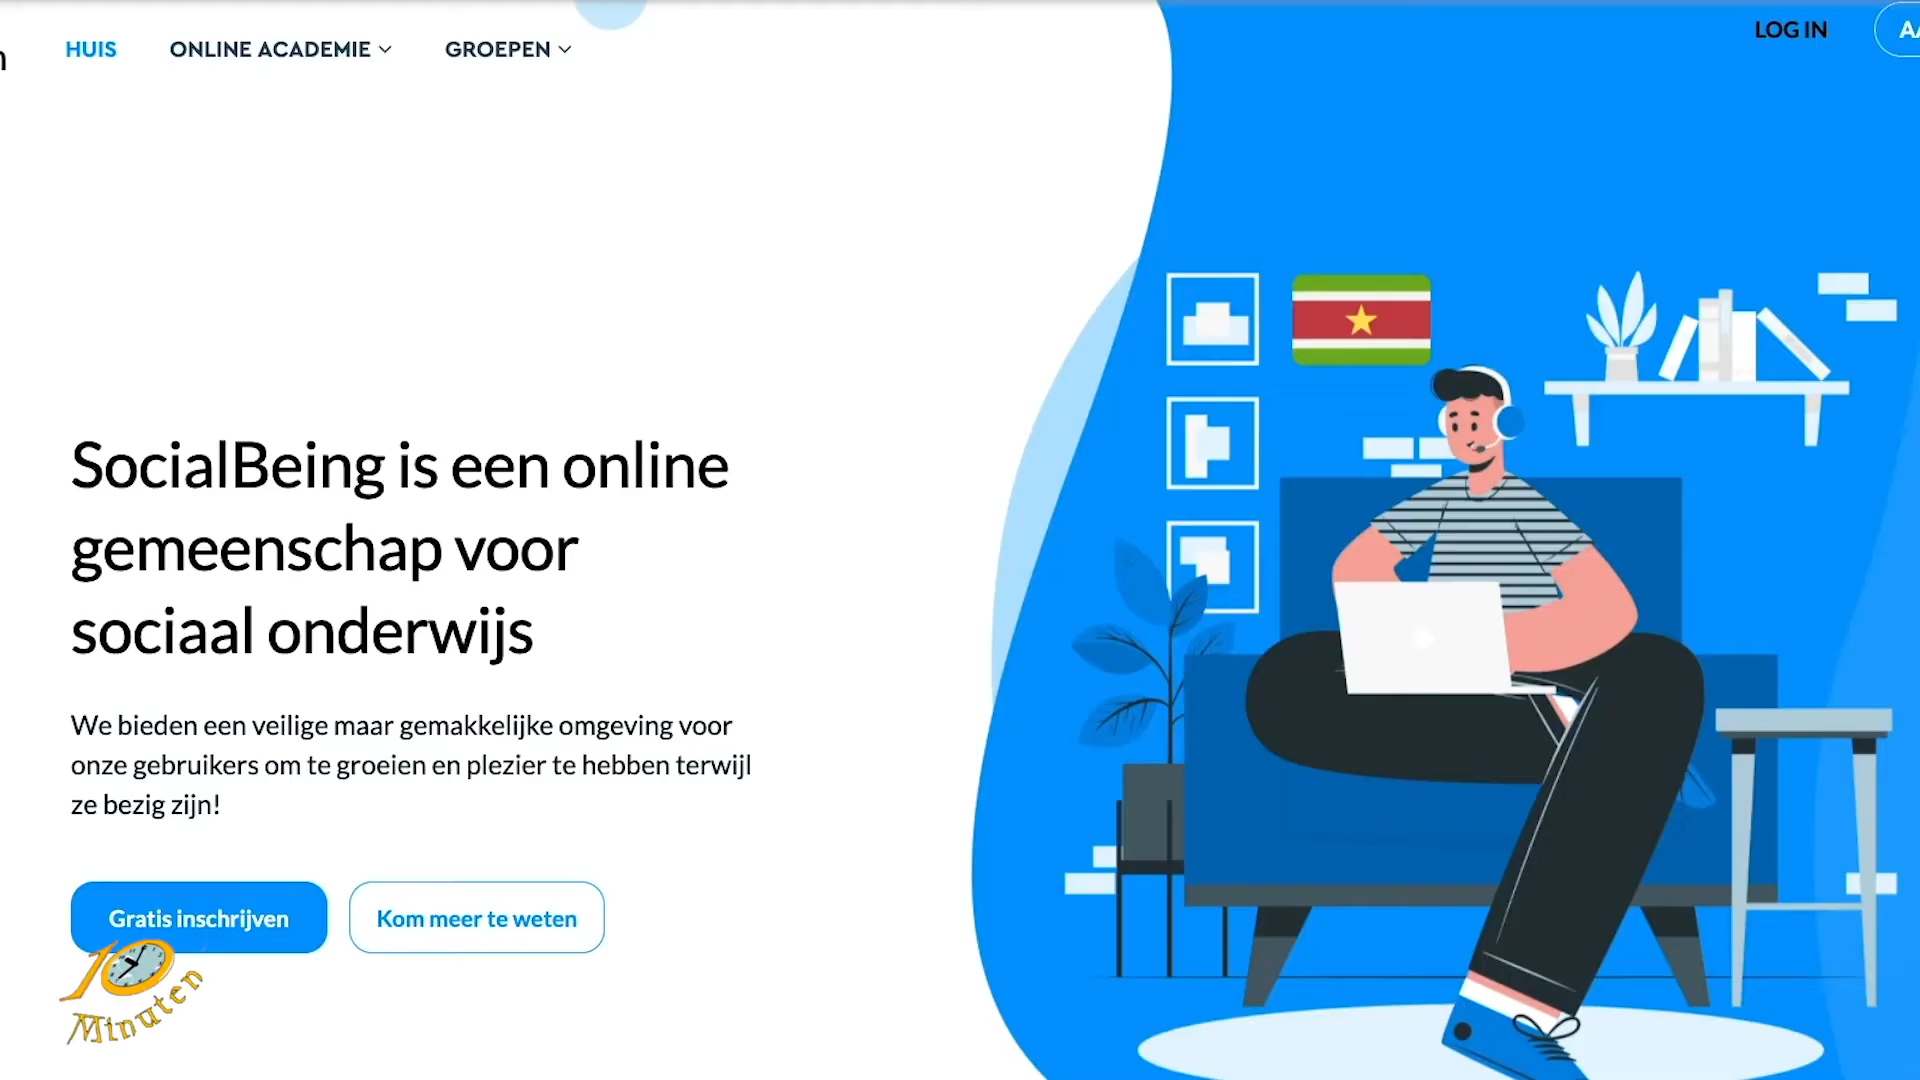 HUIS
ONLINE ACADEMIE
GROEPEN
LOG IN
SocialBeing is een online
gemeenschap voor
sociaal onderwijs
We bieden een veilige maar gemakkelijke omgeving voor
onze gebruikers om te groeien en plezier te hebben terwijl
ze bezig zijn!
Gratis inschrijven
Kom meer te weten
10
Minuten